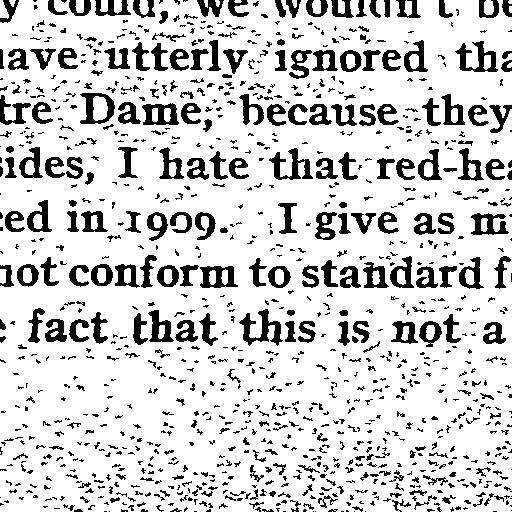 y could, we wouldn't be
have utterly ignored tha
tre Dame, because they
sides, I hate that red-hea
ced in 1909. I give as m
not conform to standard f
e fact that this is not a